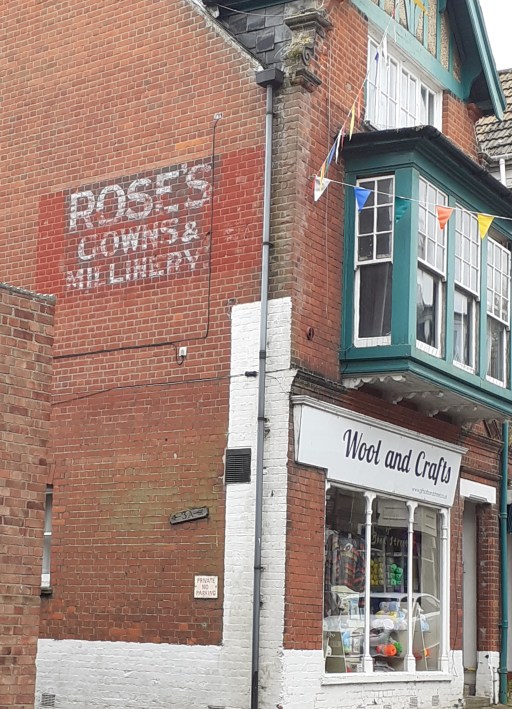 ROSE'S
GOWNS &
MILLINERY
Wool and Crafts
PRIVATE
NO
PARKING